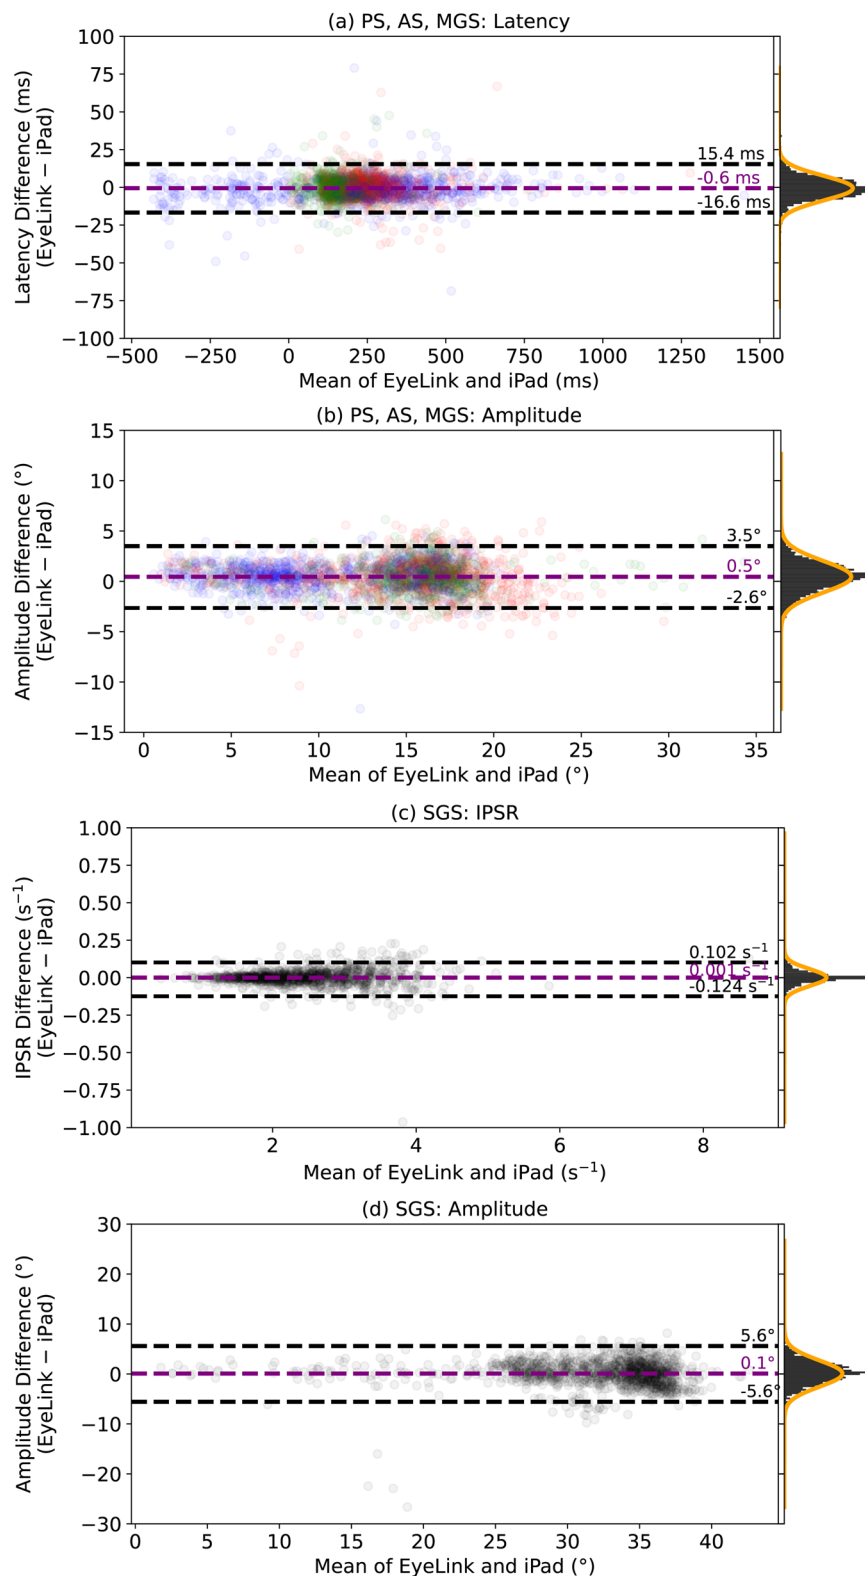 (a) PS, AS, MGS: Latency
Latency Difference (ms)
(EyeLink − iPad)
100
75
50
25
0
−25
−50
−75
−100
15.4 ms
-0.6 ms
-16.6 ms
−500 −250 0 250 500 750 1000 1250 1500
Mean of EyeLink and iPad (ms)
(b) PS, AS, MGS: Amplitude
Amplitude Difference (°)
(EyeLink − iPad)
15
10
5
0
−5
−10
−15
3.5°
0.5°
-2.6°
0 5 10 15 20 25 30 35
Mean of EyeLink and iPad (°)
(c) SGS: IPSR
IPSR Difference (s⁻¹)
(EyeLink − iPad)
1.00
0.75
0.50
0.25
0.00
−0.25
−0.50
−0.75
−1.00
0.102 s⁻¹
0.001 s⁻¹
-0.124 s⁻¹
2 4 6 8
Mean of EyeLink and iPad (s⁻¹)
(d) SGS: Amplitude
Amplitude Difference (°)
(EyeLink − iPad)
30
20
10
0
−10
−20
−30
5.6°
0.1°
-5.6°
0 5 10 15 20 25 30 35 40
Mean of EyeLink and iPad (°)